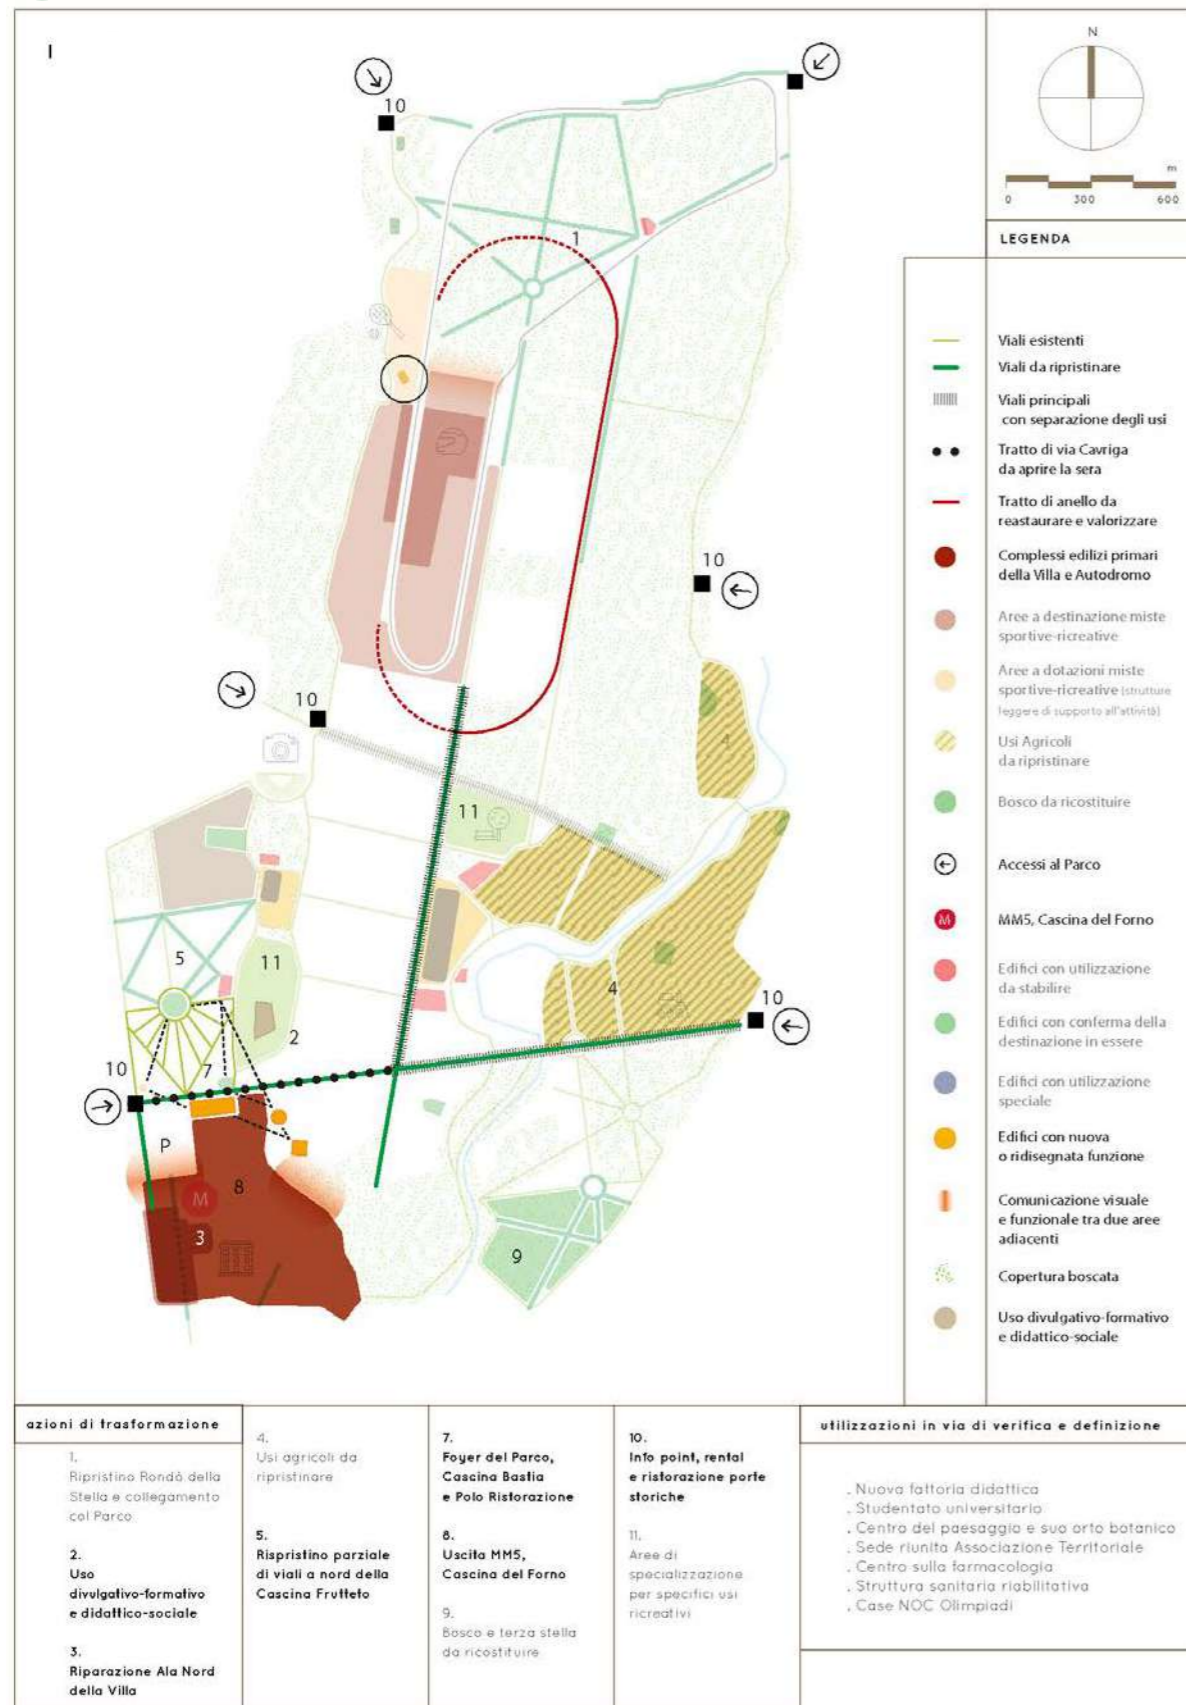 I
N
m
0 300 600
LEGENDA
10
1
10
10
4
11
5
11
2
4
10
10
7
P
M
8
3
9
Viali esistenti
Viali da ripristinare
Viali principali
con separazione degli usi
Tratto di via Cavriga
da aprire la sera
Tratto di anello da
reastaurare e valorizzare
Complessi edilizi primari
della Villa e Autodromo
Aree a destinazione miste
sportive-ricreative
Aree a dotazioni miste
sportive-ricreative (strutture
leggere di supporto all'attività)
Usi Agricoli
da ripristinare
Bosco da ricostituire
Accessi al Parco
M
MM5, Cascina del Forno
Edifici con utilizzazione
da stabilire
Edifici con conferma della
destinazione in essere
Edifici con utilizzazione
speciale
Edifici con nuova
o ridisegnata funzione
Comunicazione visuale
e funzionale tra due aree
adiacenti
Copertura boscata
Uso divulgativo-formativo
e didattico-sociale
azioni di trasformazione
1.
Ripristino Rondò della
Stella e collegamento
col Parco
2.
Uso
divulgativo-formativo
e didattico-sociale
3.
Riparazione Ala Nord
della Villa
4.
Usi agricoli da
ripristinare
5.
Rispristino parziale
di viali a nord della
Cascina Frutteto
7.
Foyer del Parco,
Cascina Bastia
e Polo Ristorazione
8.
Uscita MM5,
Cascina del Forno
9.
Bosco e terza stella
da ricostituire
10.
Info point, rental
e ristorazione porte
storiche
11.
Aree di
specializzazione
per specifici usi
ricreativi
utilizzazioni in via di verifica e definizione
. Nuova fattoria didattica
. Studentato universitario
. Centro del paesaggio e suo orto botanico
. Sede riunita Associazione Territoriale
. Centro sulla farmacologia
. Struttura sanitaria riabilitativa
. Case NOC Olimpiadi